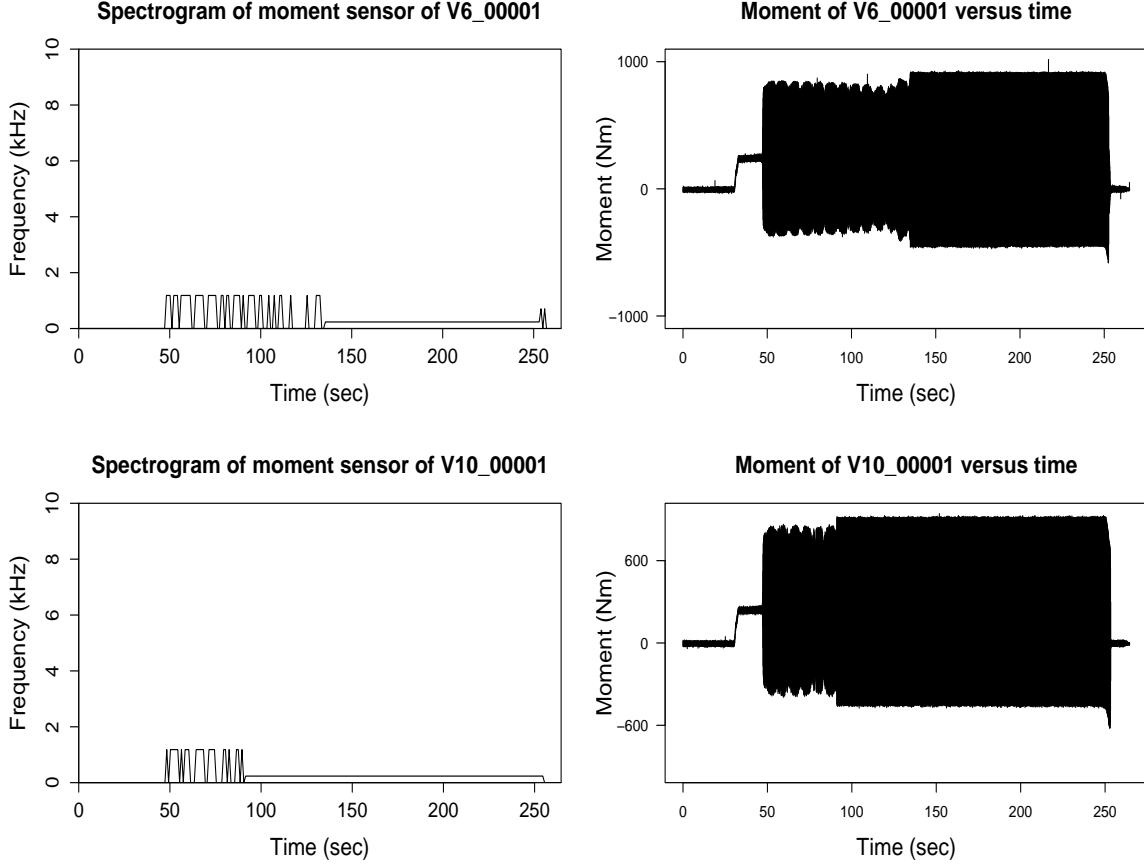 Spectrogram of moment sensor of V6_00001
Frequency (kHz)
10
8
6
4
2
0
0 50 100 150 200 250
Time (sec)
Moment of V6_00001 versus time
Moment (Nm)
1000
0
−1000
0 50 100 150 200 250
Time (sec)
Spectrogram of moment sensor of V10_00001
Frequency (kHz)
10
8
6
4
2
0
0 50 100 150 200 250
Time (sec)
Moment of V10_00001 versus time
Moment (Nm)
600
0
−600
0 50 100 150 200 250
Time (sec)